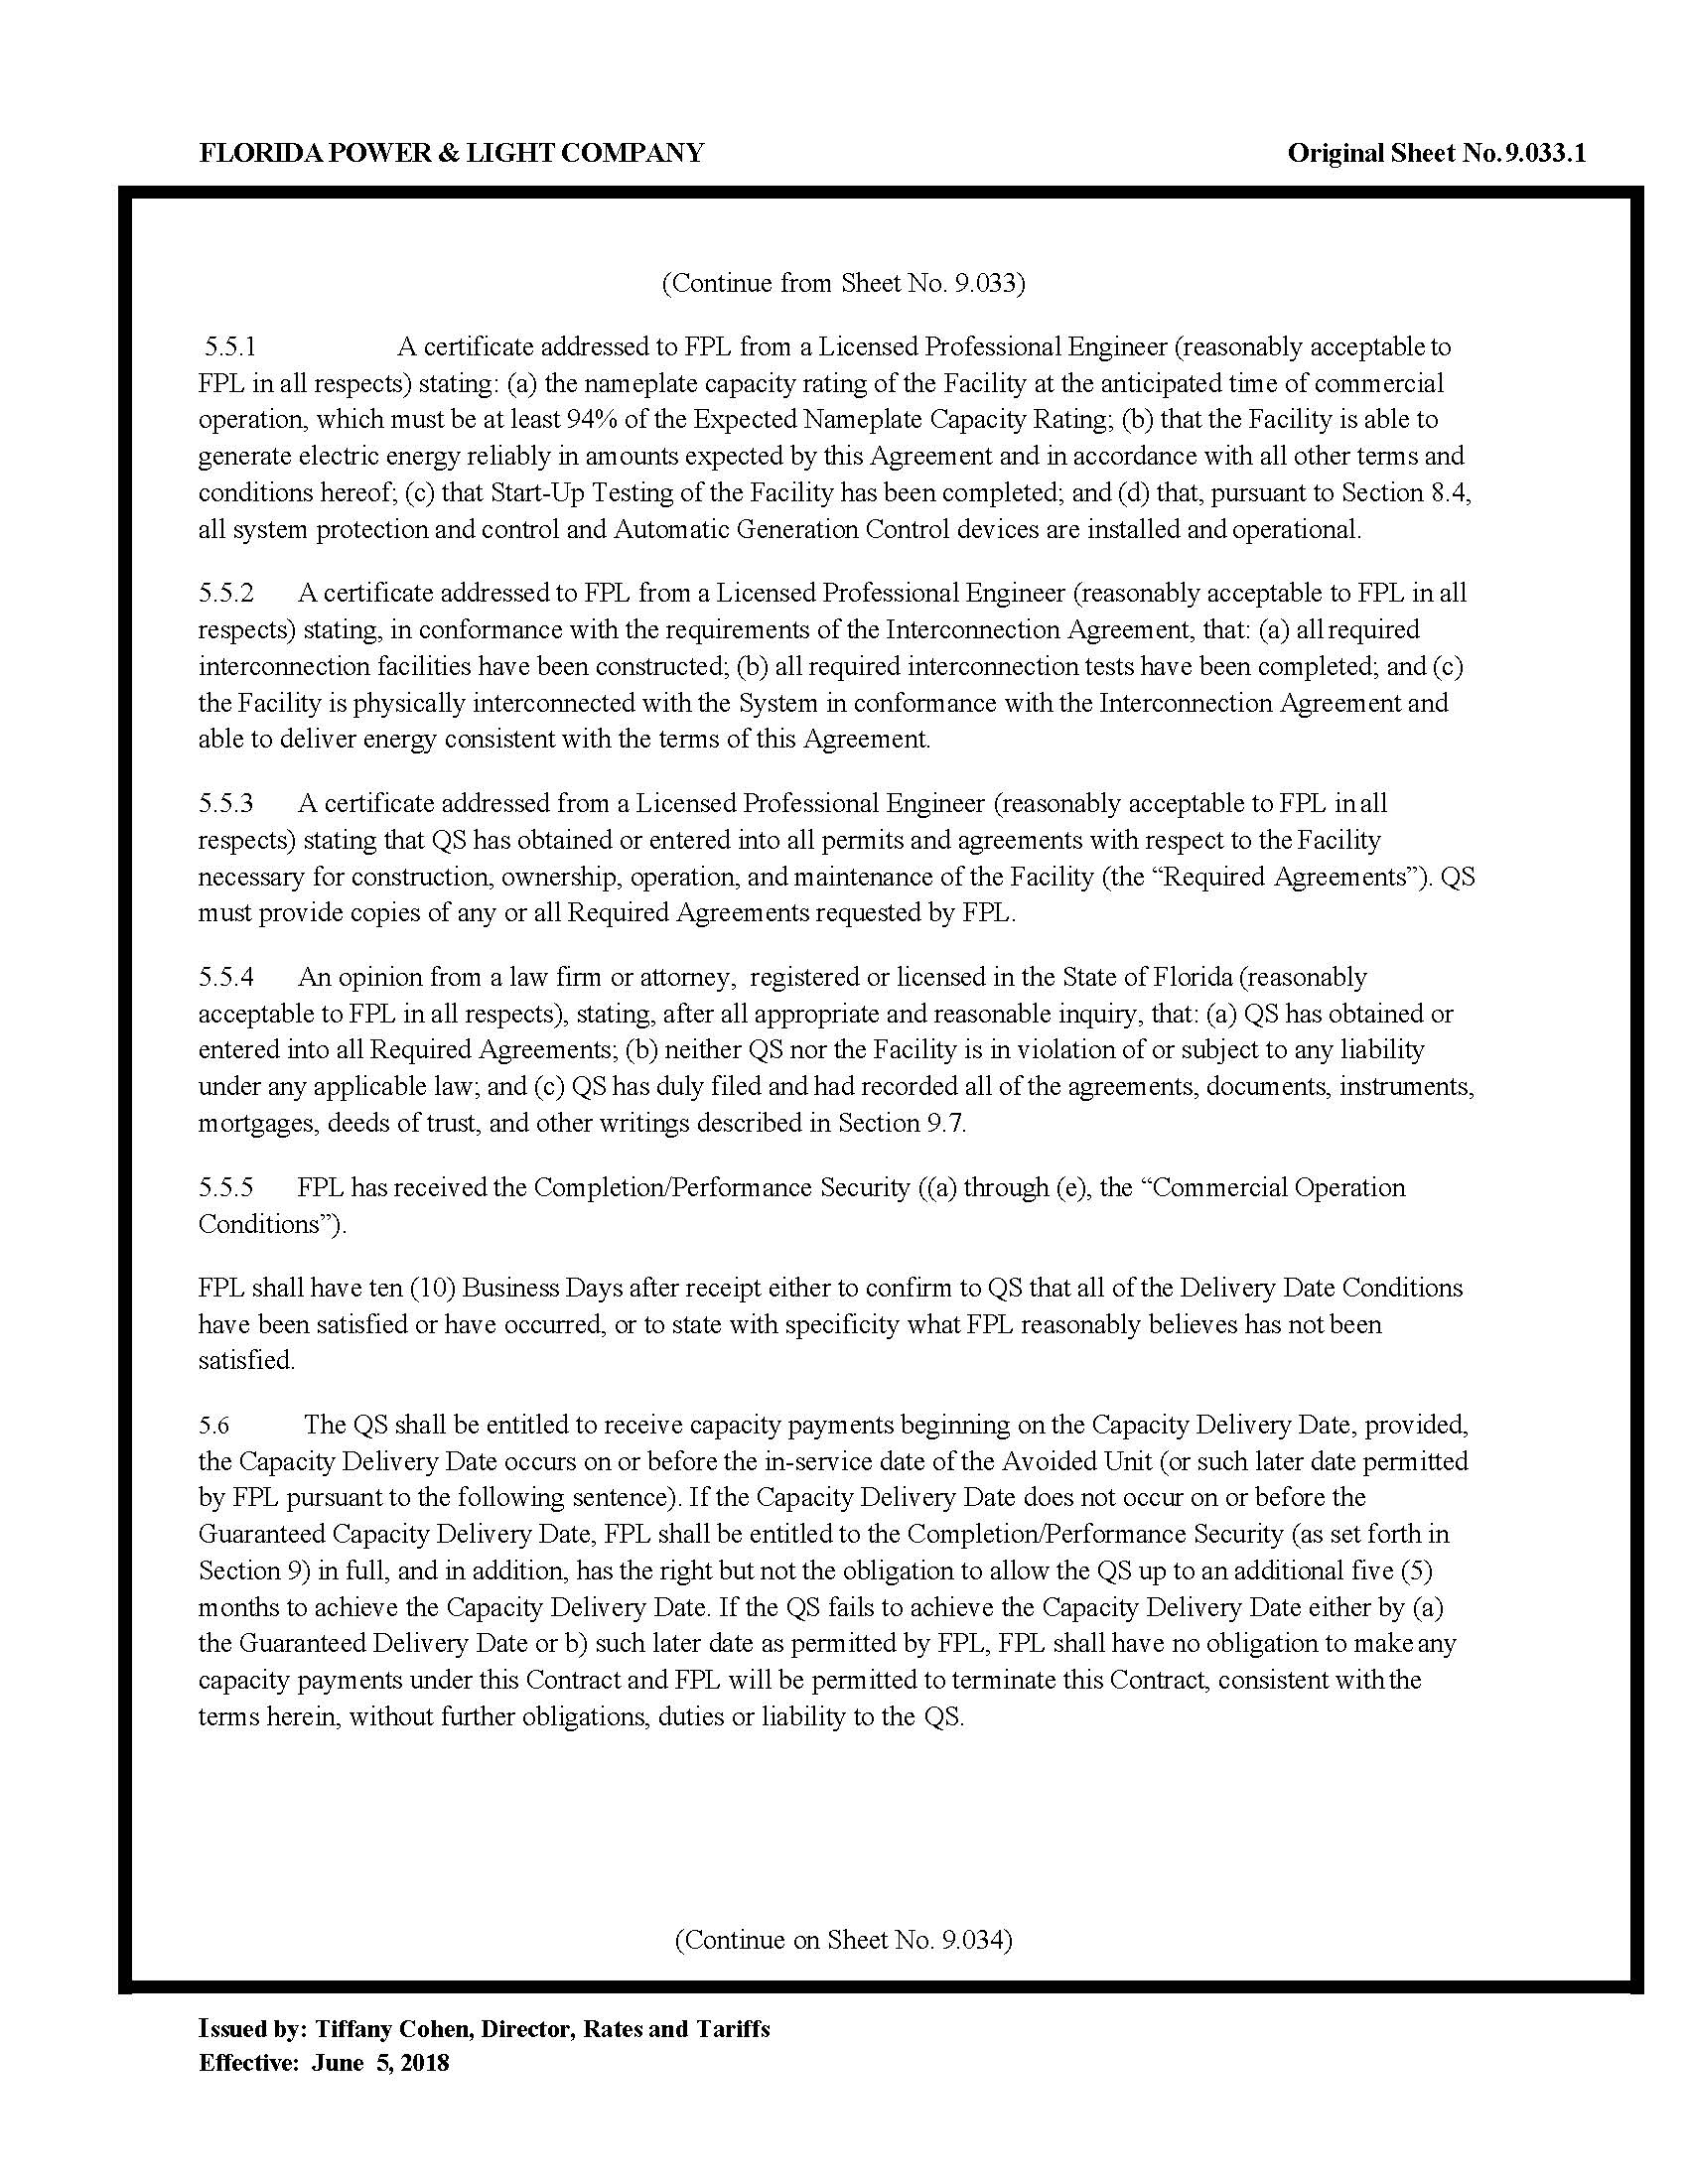 FLORIDA POWER & LIGHT COMPANY Original Sheet No. 9.033.1
(Continue from Sheet No. 9.033)
5.5.1 A certificate addressed to FPL from a Licensed Professional Engineer (reasonably acceptable to
FPL in all respects) stating: (a) the nameplate capacity rating of the Facility at the anticipated time of commercial
operation, which must be at least 94% of the Expected Nameplate Capacity Rating; (b) that the Facility is able to
generate electric energy reliably in amounts expected by this Agreement and in accordance with all other terms and
conditions hereof; (c) that Start-Up Testing of the Facility has been completed; and (d) that, pursuant to Section 8.4,
all system protection and control and Automatic Generation Control devices are installed and operational.
5.5.2 A certificate addressed to FPL from a Licensed Professional Engineer (reasonably acceptable to FPL in all
respects) stating, in conformance with the requirements of the Interconnection Agreement, that: (a) all required
interconnection facilities have been constructed; (b) all required interconnection tests have been completed; and (c)
the Facility is physically interconnected with the System in conformance with the Interconnection Agreement and
able to deliver energy consistent with the terms of this Agreement.
5.5.3 A certificate addressed from a Licensed Professional Engineer (reasonably acceptable to FPL in all
respects) stating that QS has obtained or entered into all permits and agreements with respect to the Facility
necessary for construction, ownership, operation, and maintenance of the Facility (the “Required Agreements”). QS
must provide copies of any or all Required Agreements requested by FPL.
5.5.4 An opinion from a law firm or attorney, registered or licensed in the State of Florida (reasonably
acceptable to FPL in all respects), stating, after all appropriate and reasonable inquiry, that: (a) QS has obtained or
entered into all Required Agreements; (b) neither QS nor the Facility is in violation of or subject to any liability
under any applicable law; and (c) QS has duly filed and had recorded all of the agreements, documents, instruments,
mortgages, deeds of trust, and other writings described in Section 9.7.
5.5.5 FPL has received the Completion/Performance Security ((a) through (e), the “Commercial Operation
Conditions”).
FPL shall have ten (10) Business Days after receipt either to confirm to QS that all of the Delivery Date Conditions
have been satisfied or have occurred, or to state with specificity what FPL reasonably believes has not been
satisfied.
5.6 The QS shall be entitled to receive capacity payments beginning on the Capacity Delivery Date, provided,
the Capacity Delivery Date occurs on or before the in-service date of the Avoided Unit (or such later date permitted
by FPL pursuant to the following sentence). If the Capacity Delivery Date does not occur on or before the
Guaranteed Capacity Delivery Date, FPL shall be entitled to the Completion/Performance Security (as set forth in
Section 9) in full, and in addition, has the right but not the obligation to allow the QS up to an additional five (5)
months to achieve the Capacity Delivery Date. If the QS fails to achieve the Capacity Delivery Date either by (a)
the Guaranteed Delivery Date or b) such later date as permitted by FPL, FPL shall have no obligation to make any
capacity payments under this Contract and FPL will be permitted to terminate this Contract, consistent with the
terms herein, without further obligations, duties or liability to the QS.
(Continue on Sheet No. 9.034)
Issued by: Tiffany Cohen, Director, Rates and Tariffs
Effective: June 5, 2018